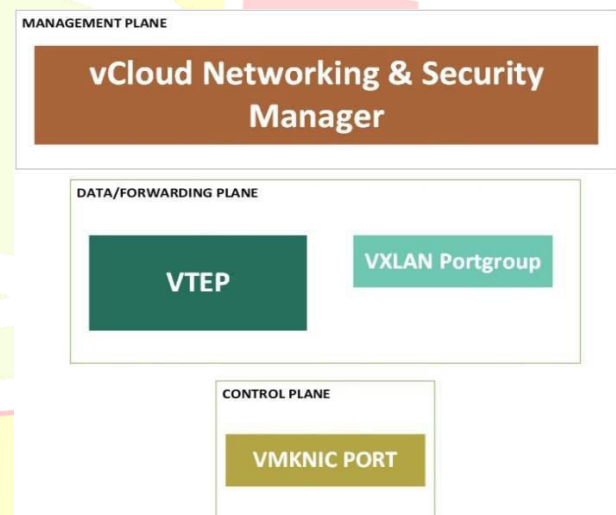 MANAGEMENT PLANE
vCloud Networking & Security
Manager
DATA/FORWARDING PLANE
VTEP
VXLAN Portgroup
CONTROL PLANE
VMKNIC PORT